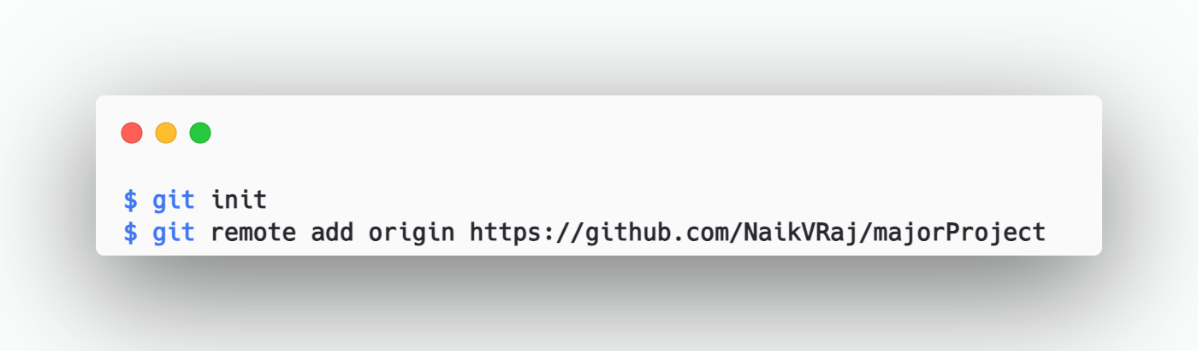 $ git init
$ git remote add origin https://github.com/NaikVRaj/majorProject